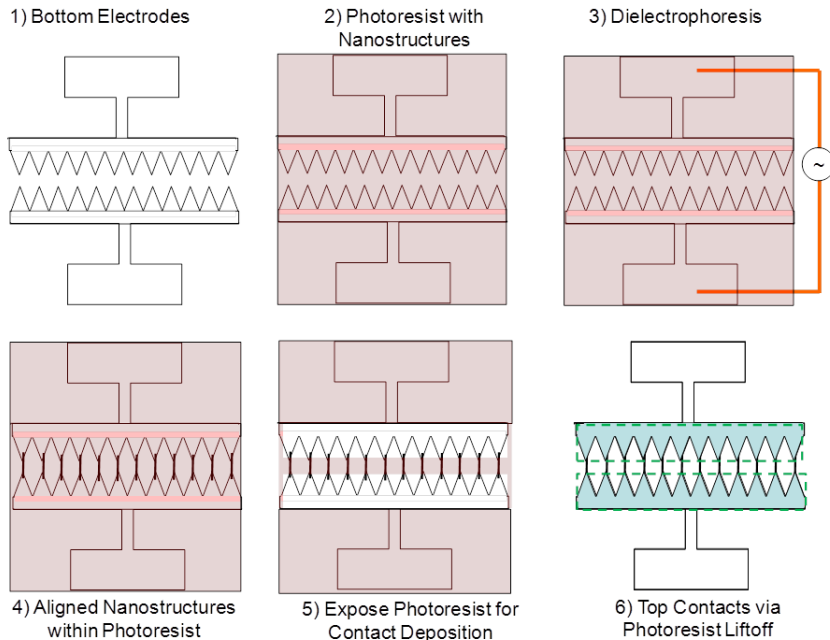 1) Bottom Electrodes
2) Photoresist with
Nanostructures
3) Dielectrophoresis
~
4) Aligned Nanostructures
within Photoresist
5) Expose Photoresist for
Contact Deposition
6) Top Contacts via
Photoresist Liftoff